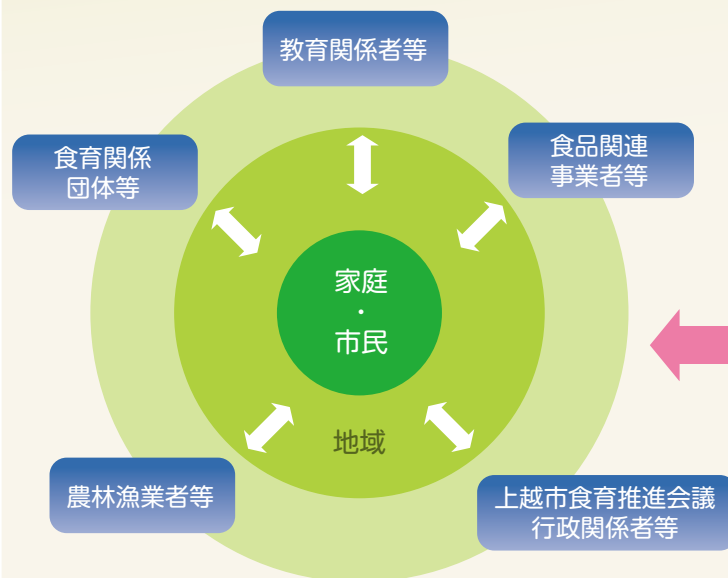 教育関係者等
食育関係
団体等
食品関連
事業者等
家庭
・
市民
地域
農林漁業者等
上越市食育推進会議
行政関係者等